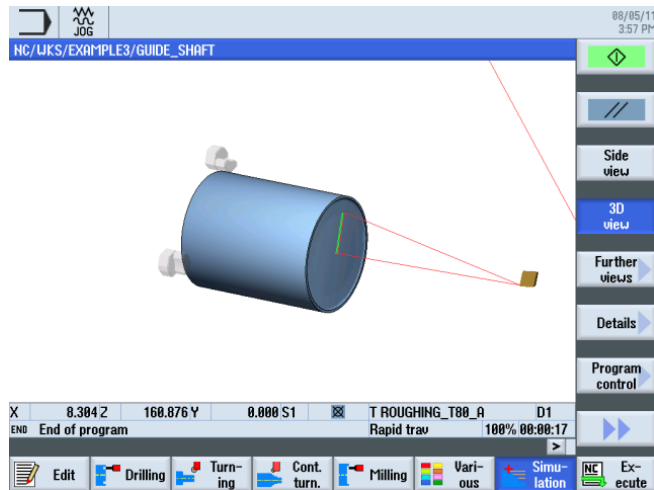 JOG
08/05/11
3:57 PM
NC/WKS/EXAMPLE3/GUIDE_SHAFT
Side
view
3D
view
Further
views
Details
Program
control
X 8.304 Z 160.876 Y 0.000 S1 T ROUGHING_T80_A D1
END End of program Rapid trav 100% 00:00:17
>
Edit
Drilling
Turn-
ing
Cont.
turn.
Milling
Vari-
ous
Simu-
lation
NC
Ex-
ecute